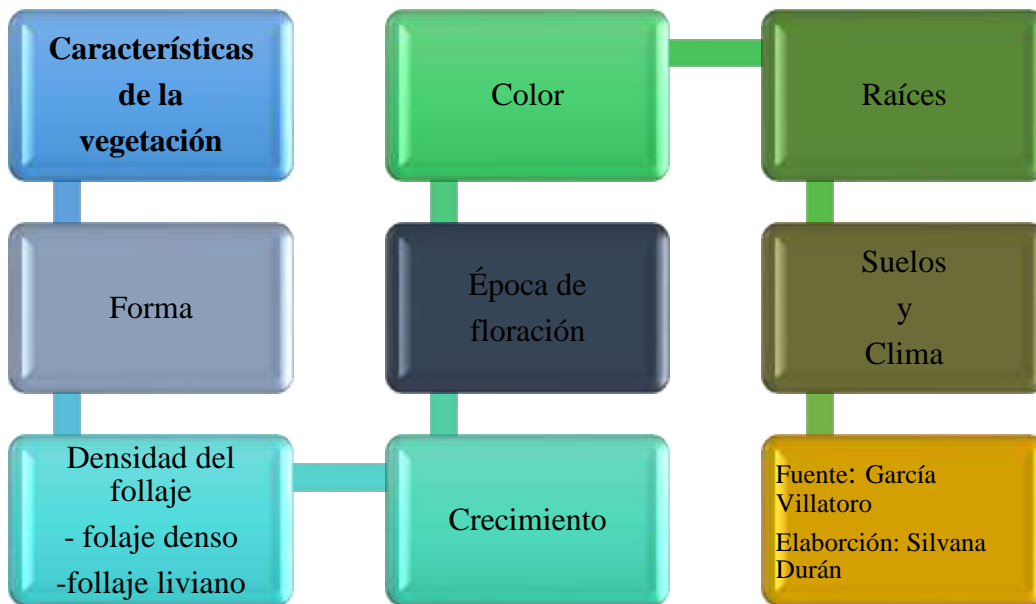 Características
de la
vegetación
Forma
Densidad del
follaje
- folaje denso
-follaje liviano
Crecimiento
Época de
floración
Color
Raíces
Suelos
y
Clima
Fuente: García
Villatoro
Elaborción: Silvana
Durán